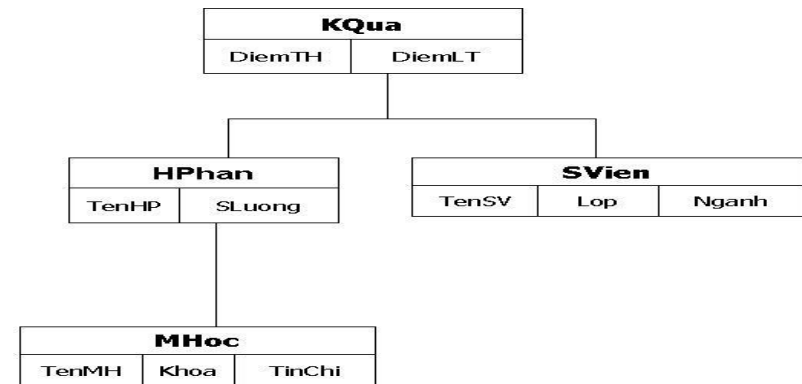 KQua
DiemTH DiemLT
HPhan
TenHP SLuong
SVien
TenSV Lop Nganh
MHoc
TenMH Khoa TinChi